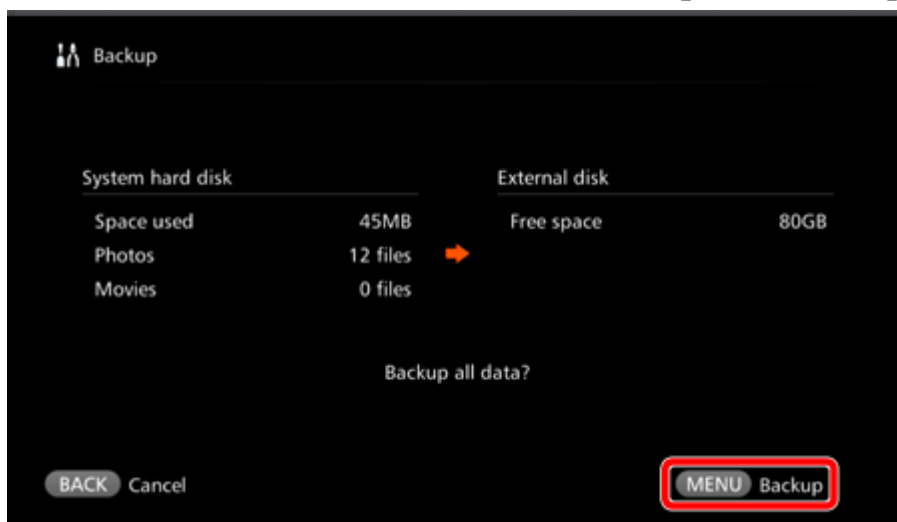 Backup
System hard disk External disk
Space used 45MB Free space 80GB
Photos 12 files
Movies 0 files
Backup all data?
BACK Cancel MENU Backup